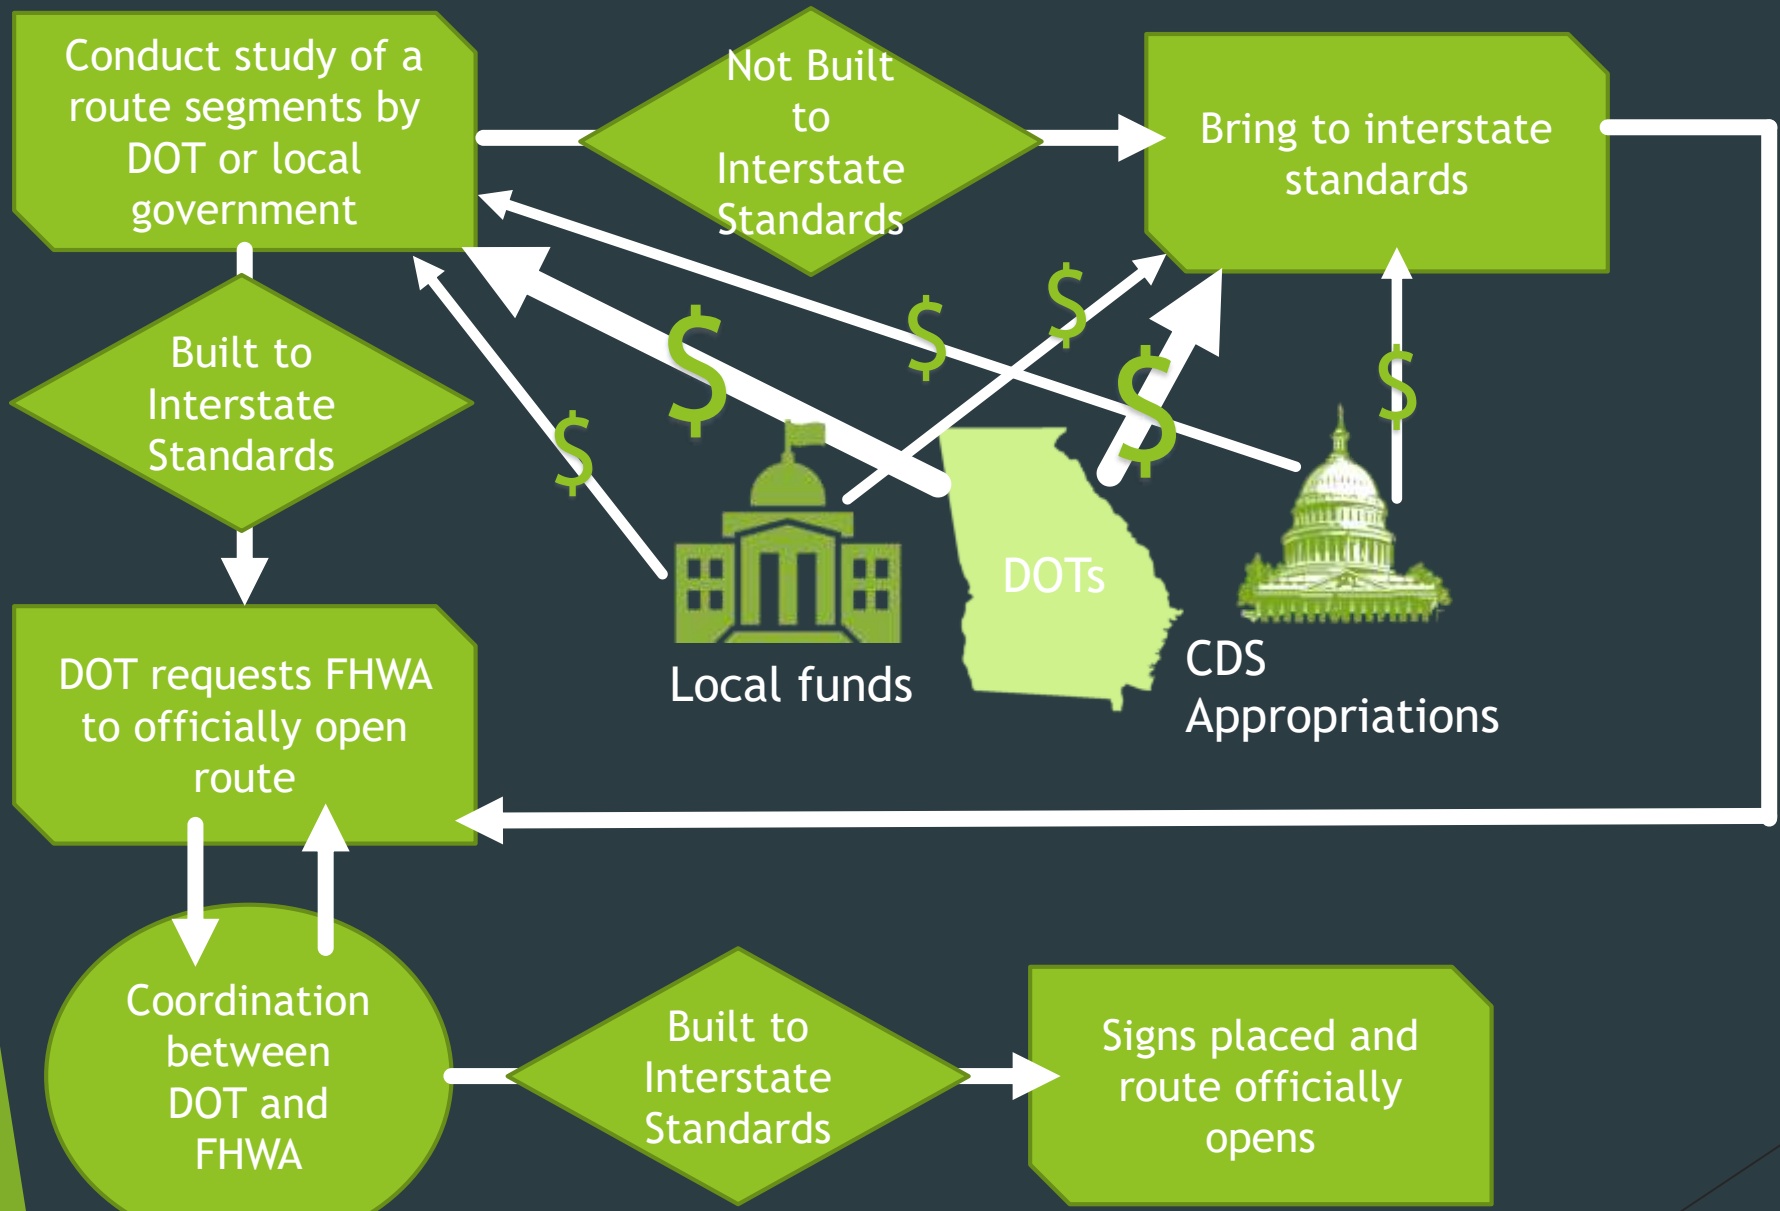 Conduct study of a
route segments by
DOT or local
government
Not Built
to
Interstate
Standards
Bring to interstate
standards
Built to
Interstate
Standards
$
$
$
$
$
$
DOTs
Local funds
CDS
Appropriations
DOT requests FHWA
to officially open
route
Coordination
between
DOT and
FHWA
Built to
Interstate
Standards
Signs placed and
route officially
opens